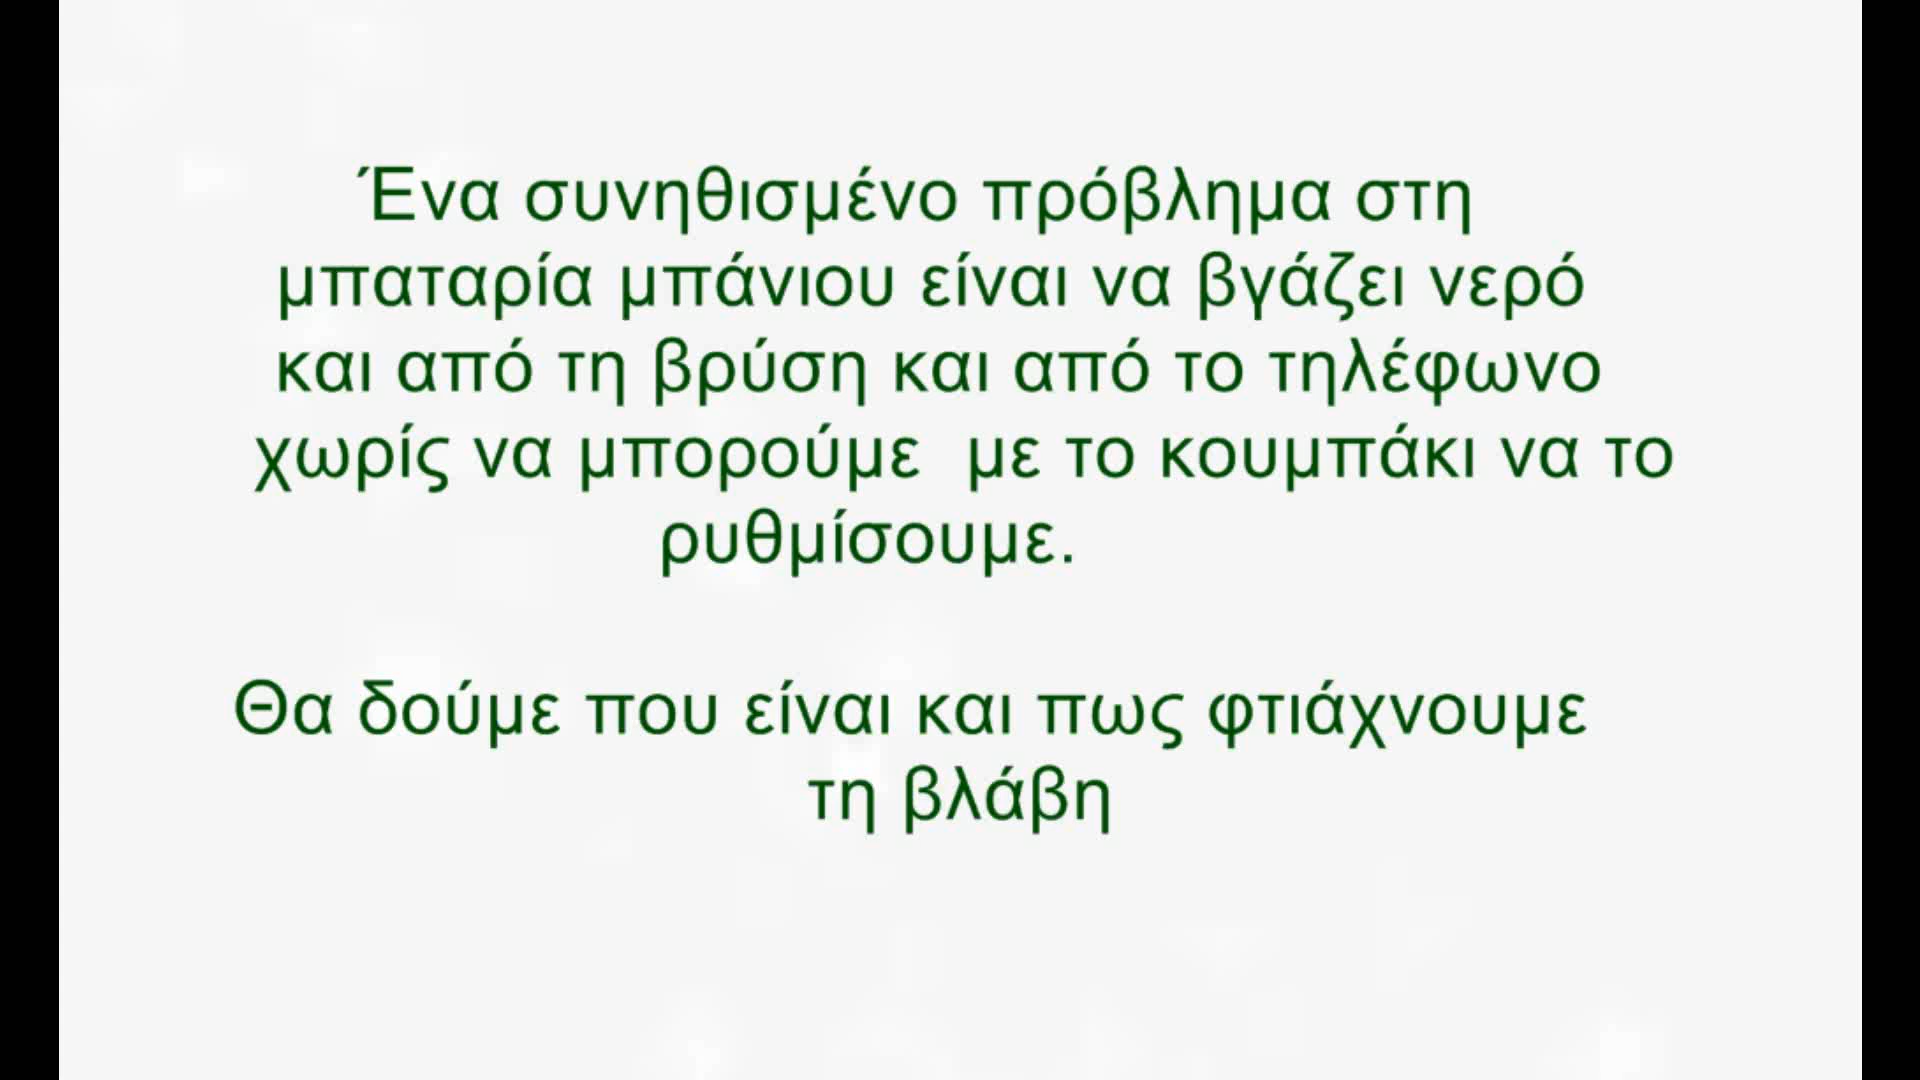 Ένα συνηθισμένο πρόβλημα στη
μπαταρία μπάνιου είναι να βγάζει νερό
και από τη βρύση και από το τηλέφωνο
χωρίς να μπορούμε  με το κουμπάκι να το
ρυθμίσουμε.
Θα δούμε που είναι και πως φτιάχνουμε
τη βλάβη